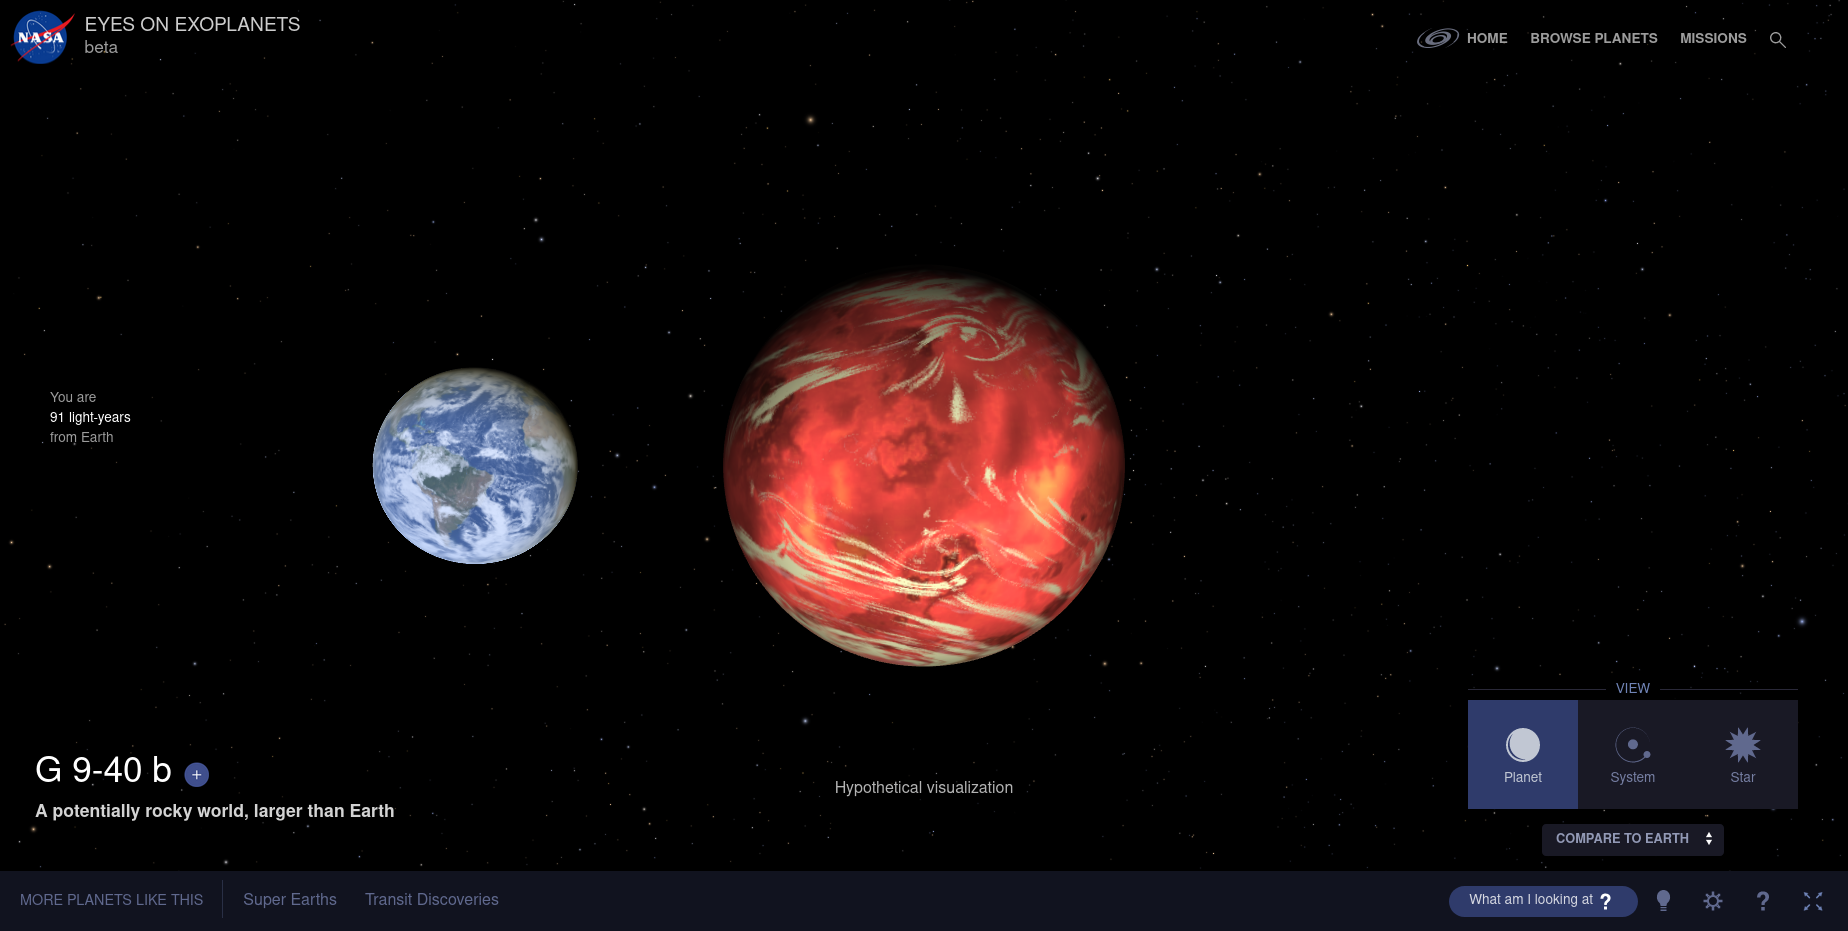 NASA
EYES ON EXOPLANETS
beta
HOME
BROWSE PLANETS
MISSIONS
You are
91 light-years
from Earth
G 9-40 b +
A potentially rocky world, larger than Earth
Hypothetical visualization
VIEW
Planet
System
Star
COMPARE TO EARTH
MORE PLANETS LIKE THIS
Super Earths
Transit Discoveries
What am I looking at ?
?